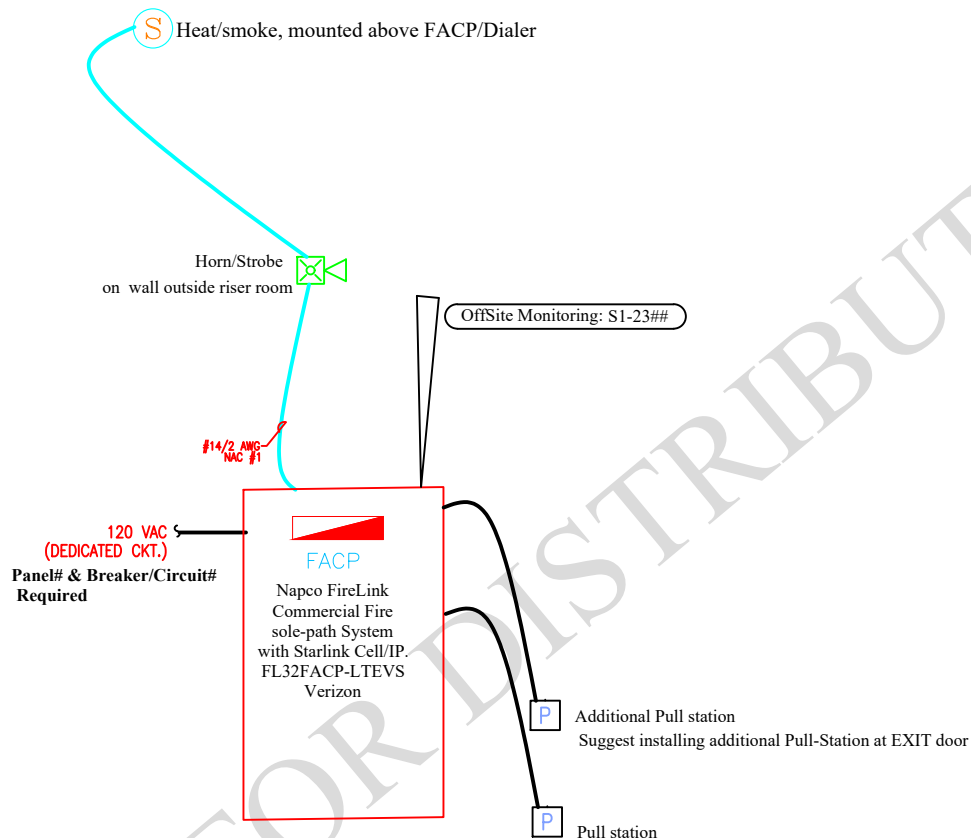 S Heat/smoke, mounted above FACP/Dialer
Horn/Strobe
on wall outside riser room
OffSite Monitoring: S1-23##
#14/2 AWG
NAC #1
120 VAC
(DEDICATED CKT.)
Panel# & Breaker/Circuit#
Required
FACP
Napco FireLink
Commercial Fire
sole-path System
with Starlink Cell/IP.
FL32FACP-LTEVS
Verizon
P Additional Pull station
Suggest installing additional Pull-Station at EXIT door
P Pull station
FOR DISTRIBUT